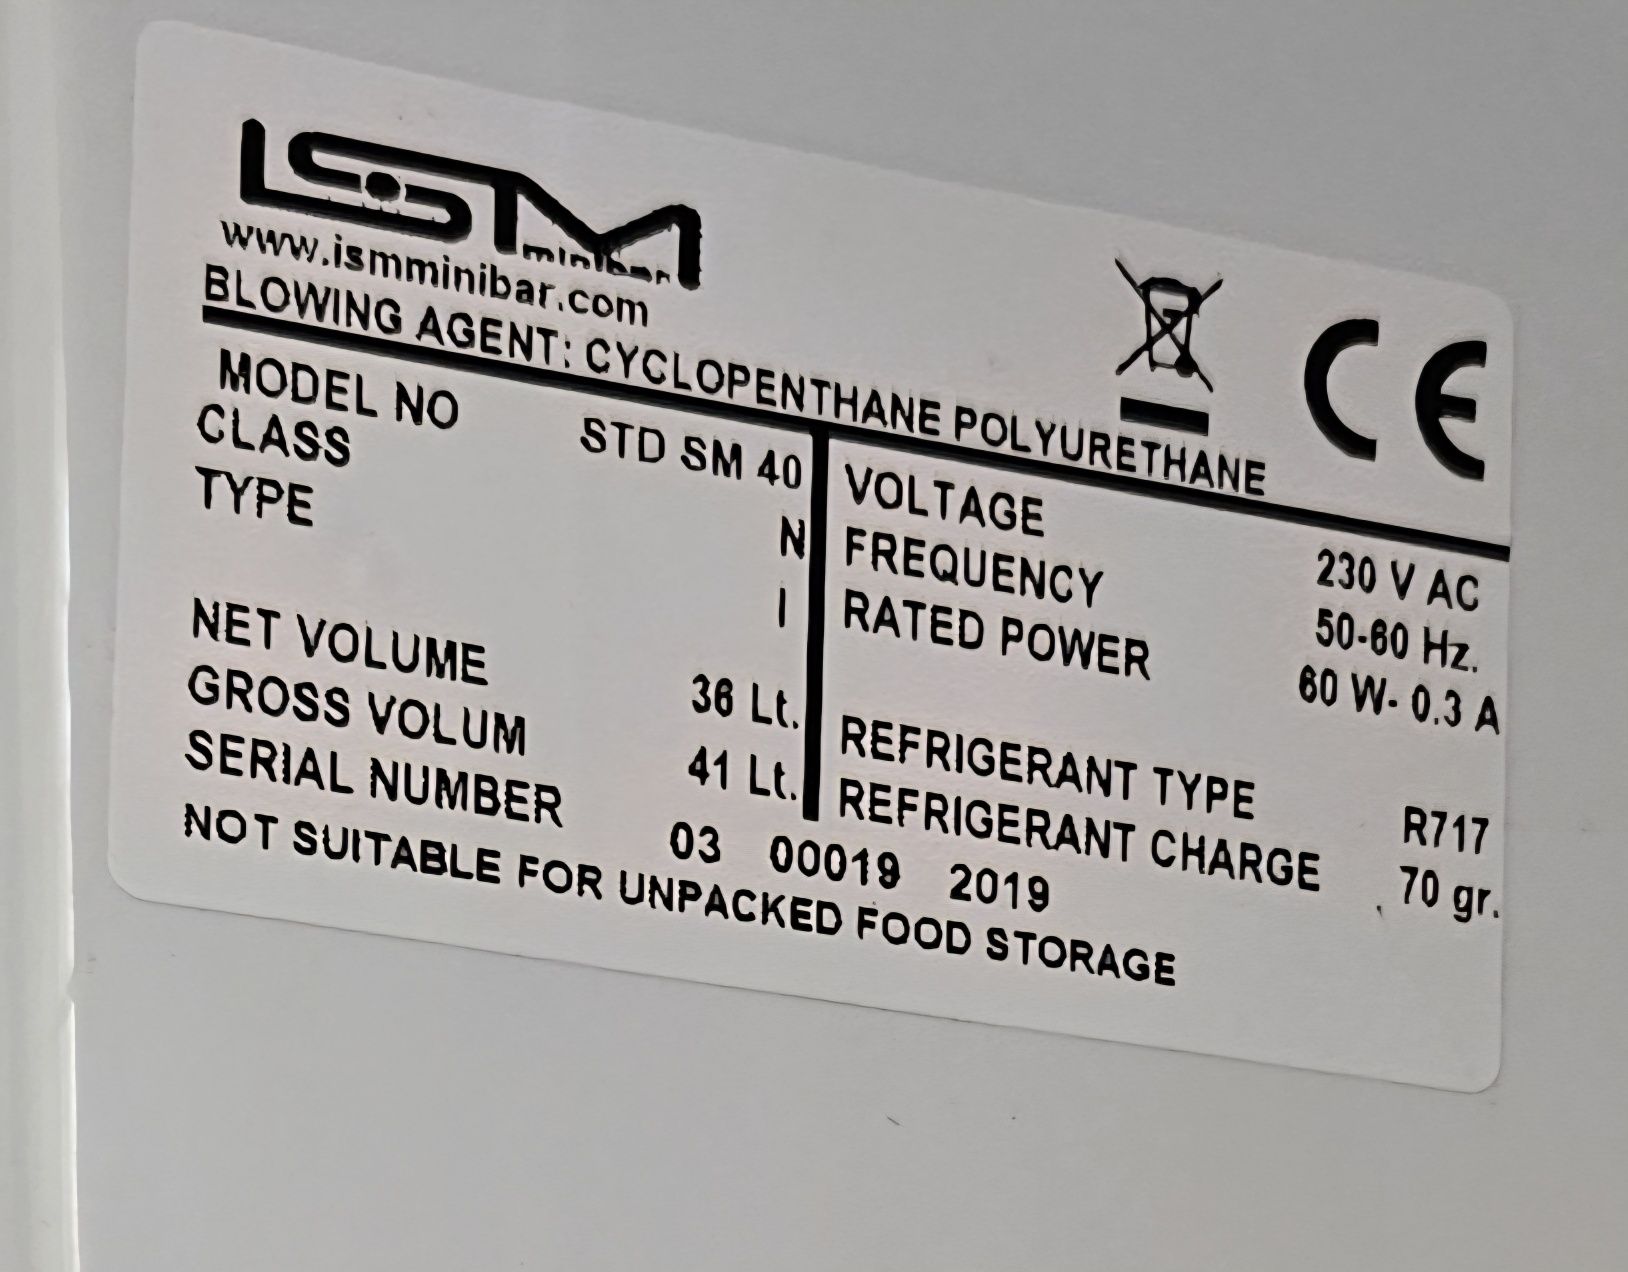 ISM
minibar
www.ismminibar.com
BLOWING AGENT: CYCLOPENTHANE POLYURETHANE
CE
MODEL NO STD SM 40
CLASS N
TYPE I
NET VOLUME 36 Lt.
GROSS VOLUM 41 Lt.
SERIAL NUMBER 03 00019 2019
VOLTAGE 230 V AC
FREQUENCY 50-60 Hz.
RATED POWER 60 W- 0.3 A
REFRIGERANT TYPE R717
REFRIGERANT CHARGE 70 gr.
NOT SUITABLE FOR UNPACKED FOOD STORAGE